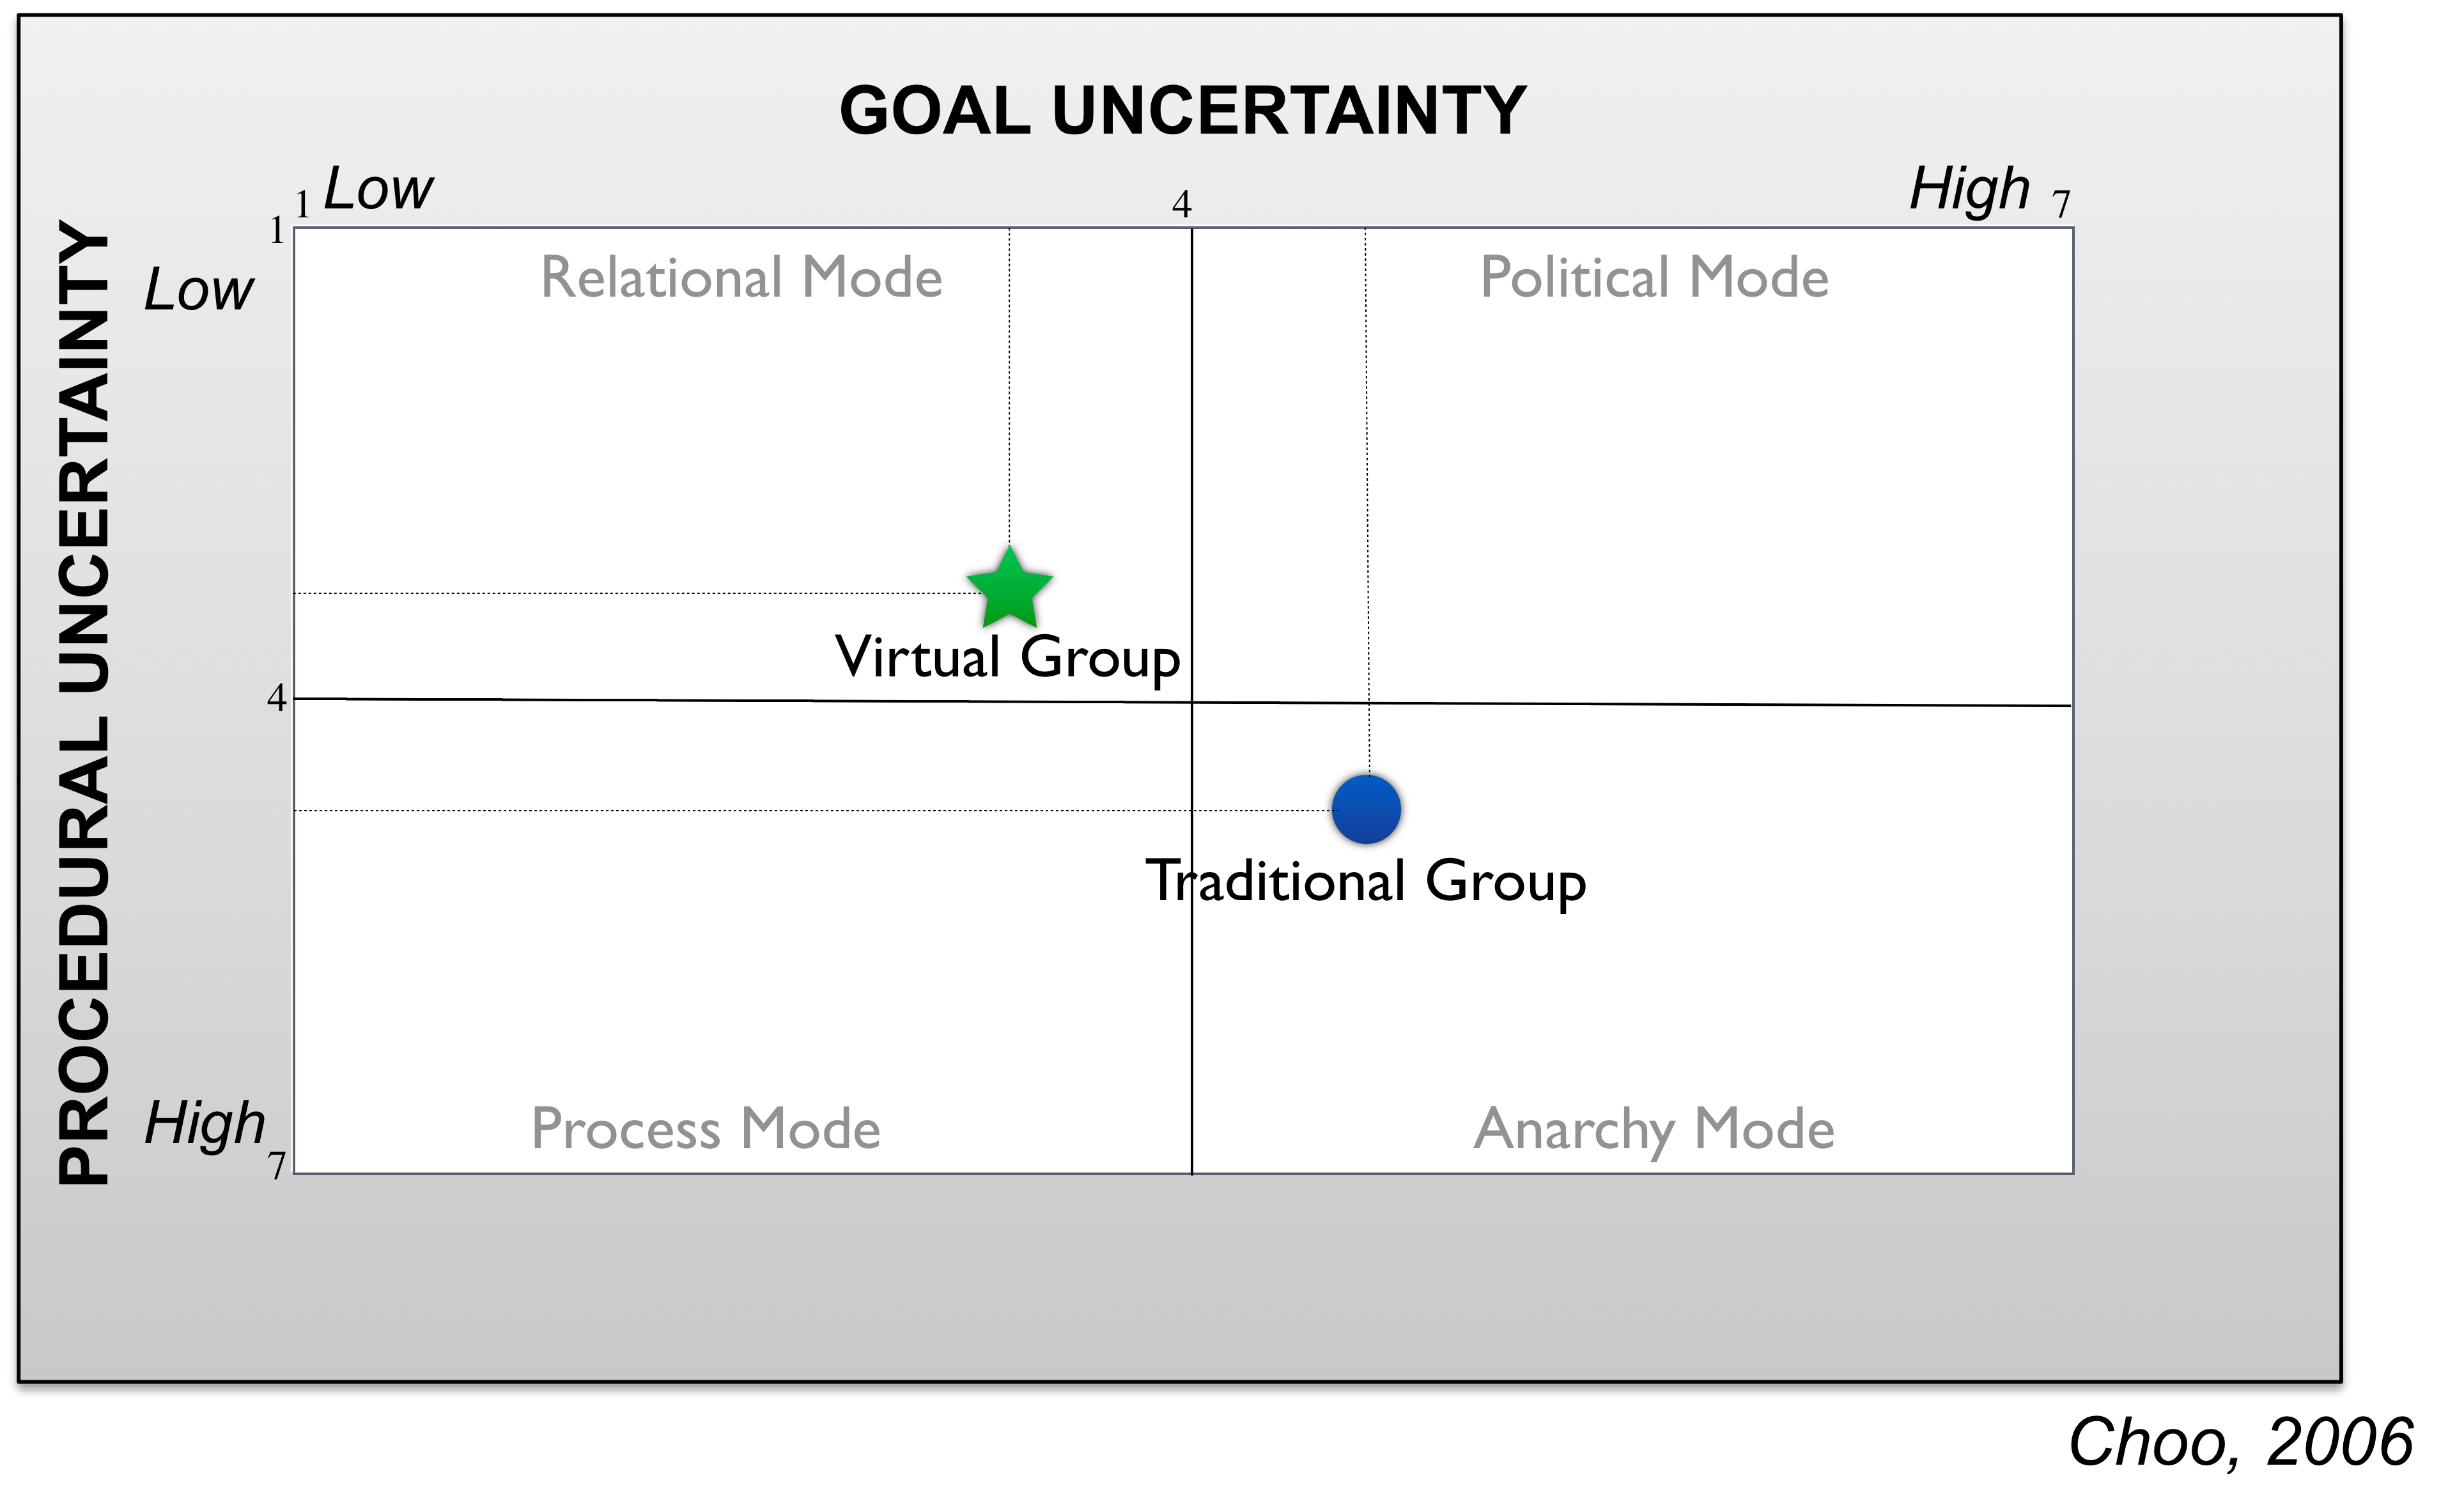 GOAL UNCERTAINTY
1 Low 4 High 7
1
Low
PROCEDURAL UNCERTAINTY
Relational Mode Political Mode
Virtual Group
4
Traditional Group
High
7
Process Mode Anarchy Mode
Choo, 2006